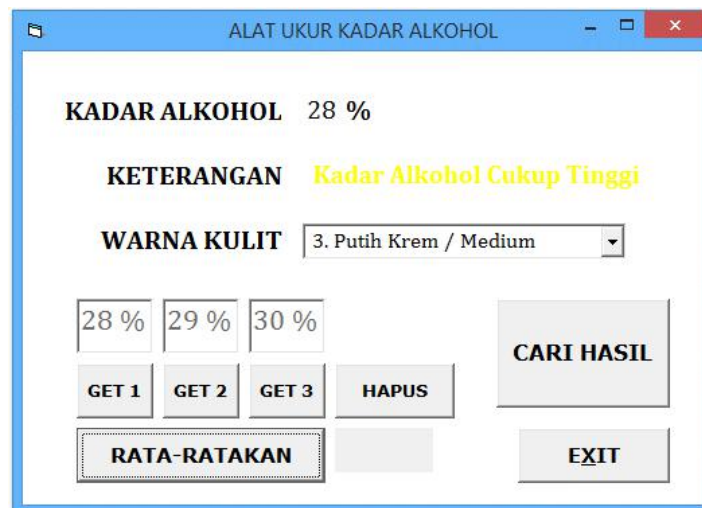 ALAT UKUR KADAR ALKOHOL
KADAR ALKOHOL 28 %
KETERANGAN Kadar Alkohol Cukup Tinggi
WARNA KULIT 3. Putih Krem / Medium
28 % 29 % 30 %
CARI HASIL
GET 1 GET 2 GET 3 HAPUS
RATA-RATAKAN EXIT